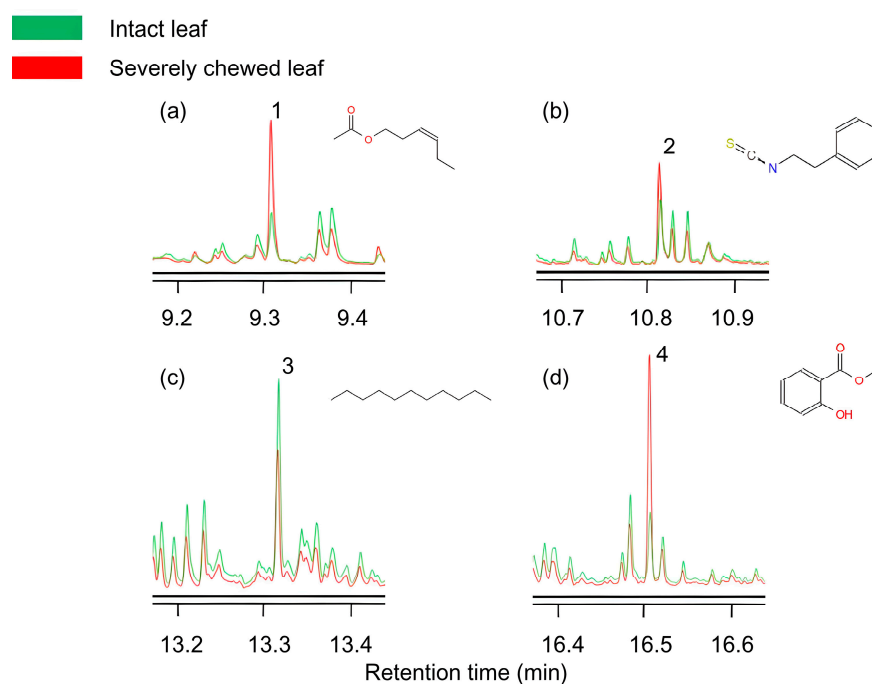 Intact leaf
Severely chewed leaf
(a)
1
O
O
9.2 9.3 9.4
(b)
2
S
C
N
10.7 10.8 10.9
(c)
3
13.2 13.3 13.4
(d)
4
O
O
OH
16.4 16.5 16.6
Retention time (min)